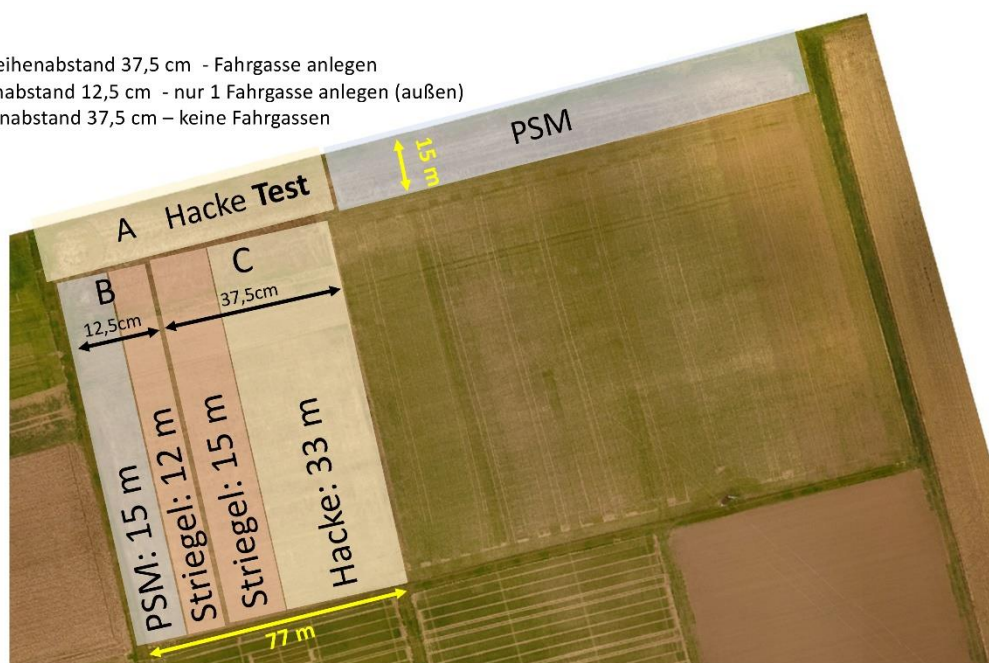 eihenabstand 37,5 cm - Fahrgasse anlegen
nabstand 12,5 cm - nur 1 Fahrgasse anlegen (außen)
nabstand 37,5 cm – keine Fahrgassen
PSM
15 m
A Hacke Test
B
C
12,5cm
37,5cm
PSM: 15 m
Striegel: 12 m
Striegel: 15 m
Hacke: 33 m
77 m